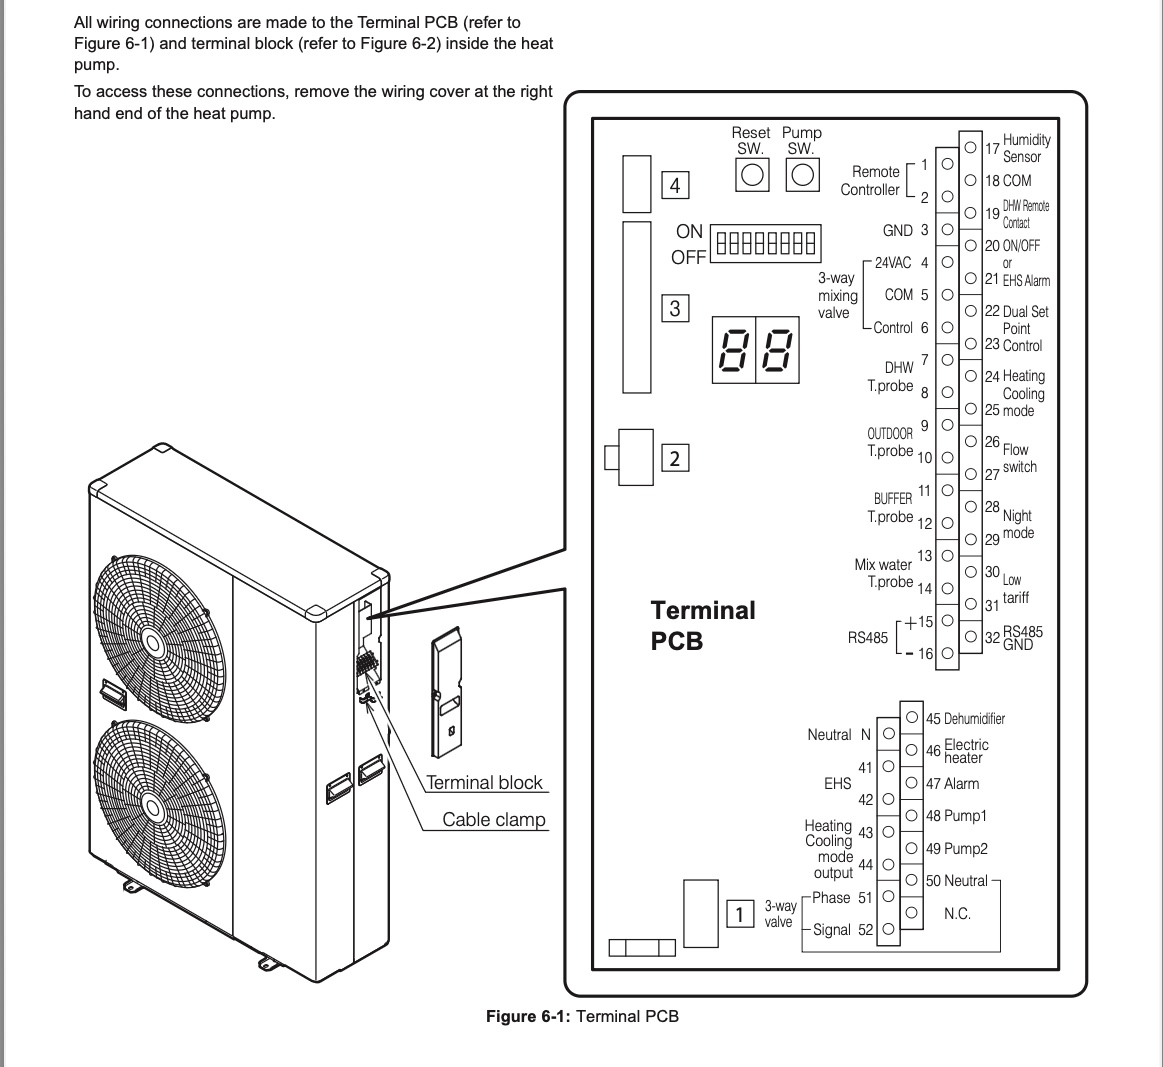 All wiring connections are made to the Terminal PCB (refer to
Figure 6-1) and terminal block (refer to Figure 6-2) inside the heat
pump.
To access these connections, remove the wiring cover at the right
hand end of the heat pump.
Terminal block
Cable clamp
Reset
SW.
Pump
SW.
4
ON
OFF
3
88
2
Terminal
PCB
1
Remote
Controller
1
2
GND 3
3-way
mixing
valve
24VAC 4
COM 5
Control 6
DHW
T.probe
7
8
OUTDOOR
T.probe
9
10
BUFFER
T.probe
11
12
Mix water
T.probe
13
14
RS485
+15
- 16
17 Humidity
Sensor
18 COM
19 DHW Remote
Contact
20 ON/OFF
or
21 EHS Alarm
22 Dual Set
Point
23 Control
24 Heating
Cooling
25 mode
26
Flow
switch
27
28
Night
mode
29
30
Low
tariff
31
32 RS485
GND
Neutral N
EHS
41
42
Heating
Cooling
mode
output
43
44
3-way
valve
Phase 51
Signal 52
45 Dehumidifier
46 Electric
heater
47 Alarm
48 Pump1
49 Pump2
50 Neutral
N.C.
Figure 6-1: Terminal PCB